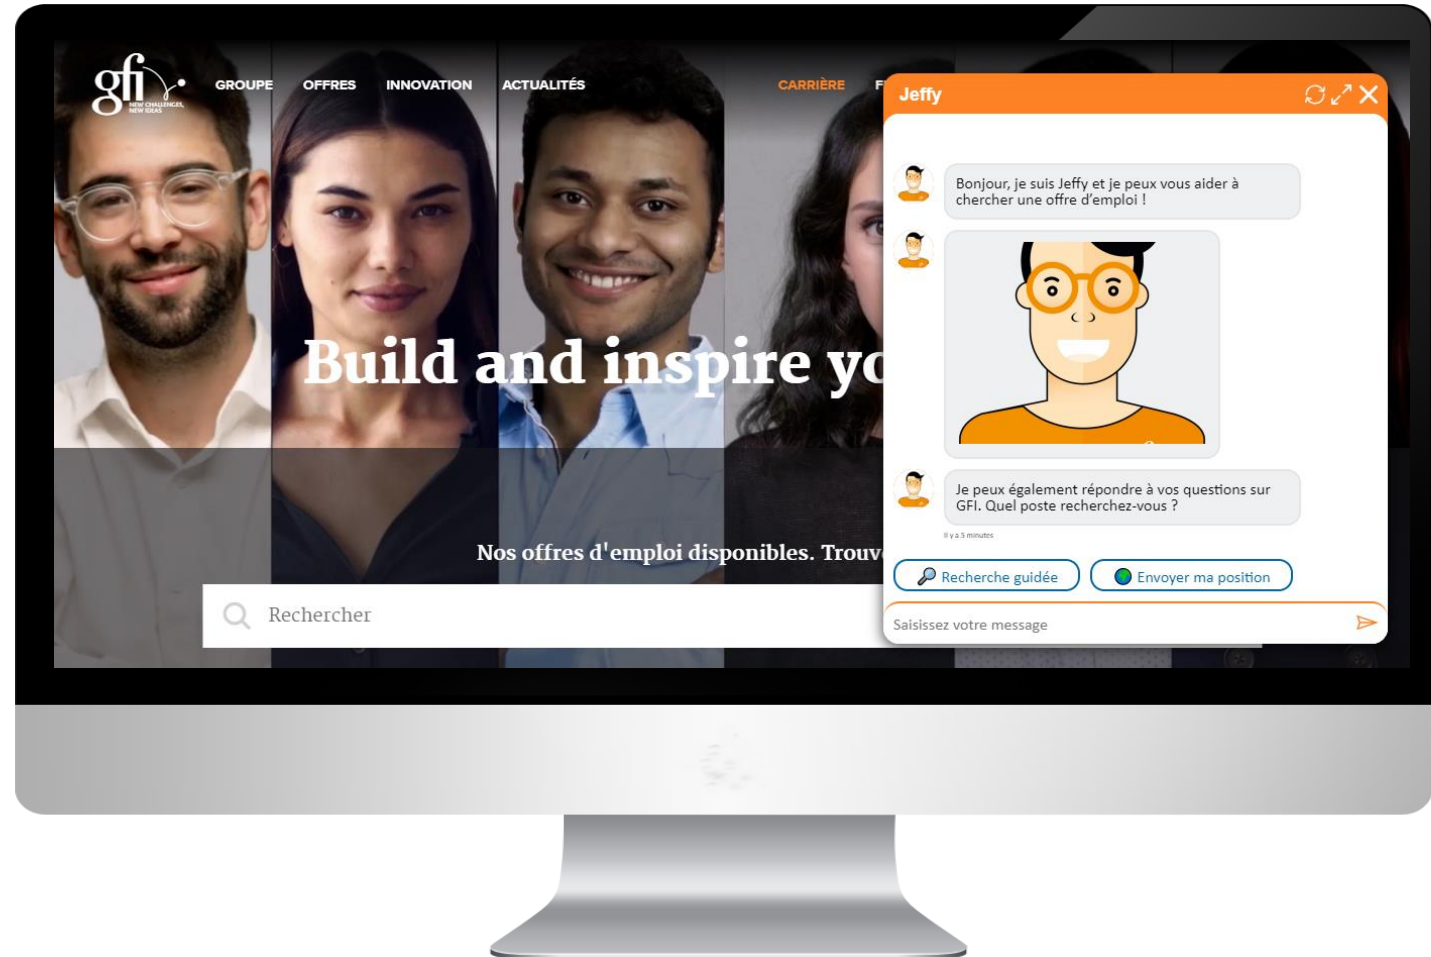 gfi
NEW CHALLENGES,
NEW IDEAS
GROUPE OFFRES INNOVATION ACTUALITÉS CARRIÈRE F
Build and inspire yo
Nos offres d'emploi disponibles. Trouv
Rechercher
Jeffy
Bonjour, je suis Jeffy et je peux vous aider à
chercher une offre d'emploi !
Je peux également répondre à vos questions sur
GFI. Quel poste recherchez-vous ?
Il y a 5 minutes
Recherche guidée Envoyer ma position
Saisissez votre message